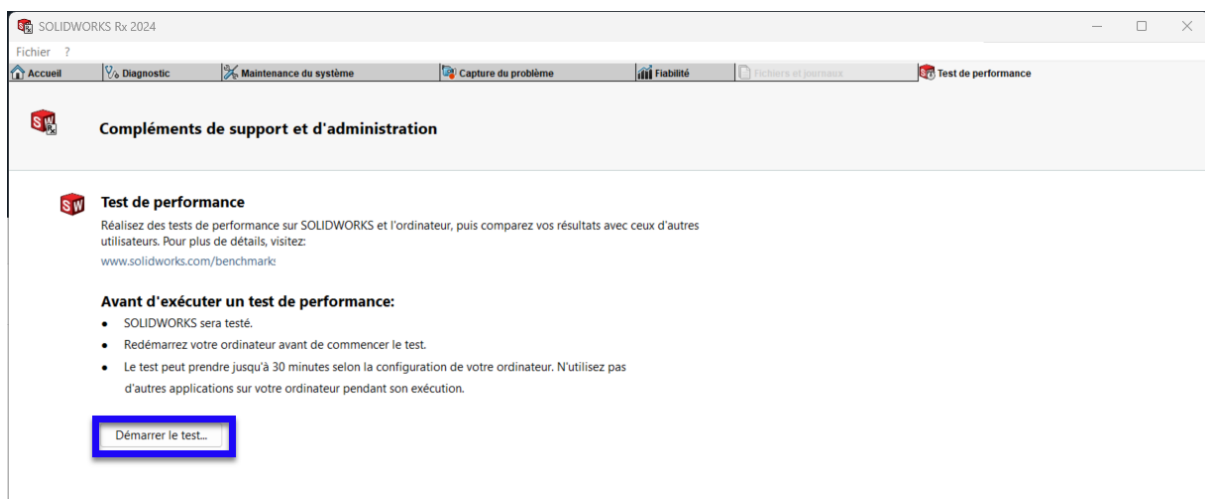 SOLIDWORKS Rx 2024
Fichier ?
Accueil Diagnostic Maintenance du système Capture du problème Fiabilité Fichiers et journaux Test de performance
Compléments de support et d'administration
Test de performance
Réalisez des tests de performance sur SOLIDWORKS et l'ordinateur, puis comparez vos résultats avec ceux d'autres
utilisateurs. Pour plus de détails, visitez:
www.solidworks.com/benchmarks
Avant d'exécuter un test de performance:
• SOLIDWORKS sera testé.
• Redémarrez votre ordinateur avant de commencer le test.
• Le test peut prendre jusqu'à 30 minutes selon la configuration de votre ordinateur. N'utilisez pas
d'autres applications sur votre ordinateur pendant son exécution.
Démarrer le test...